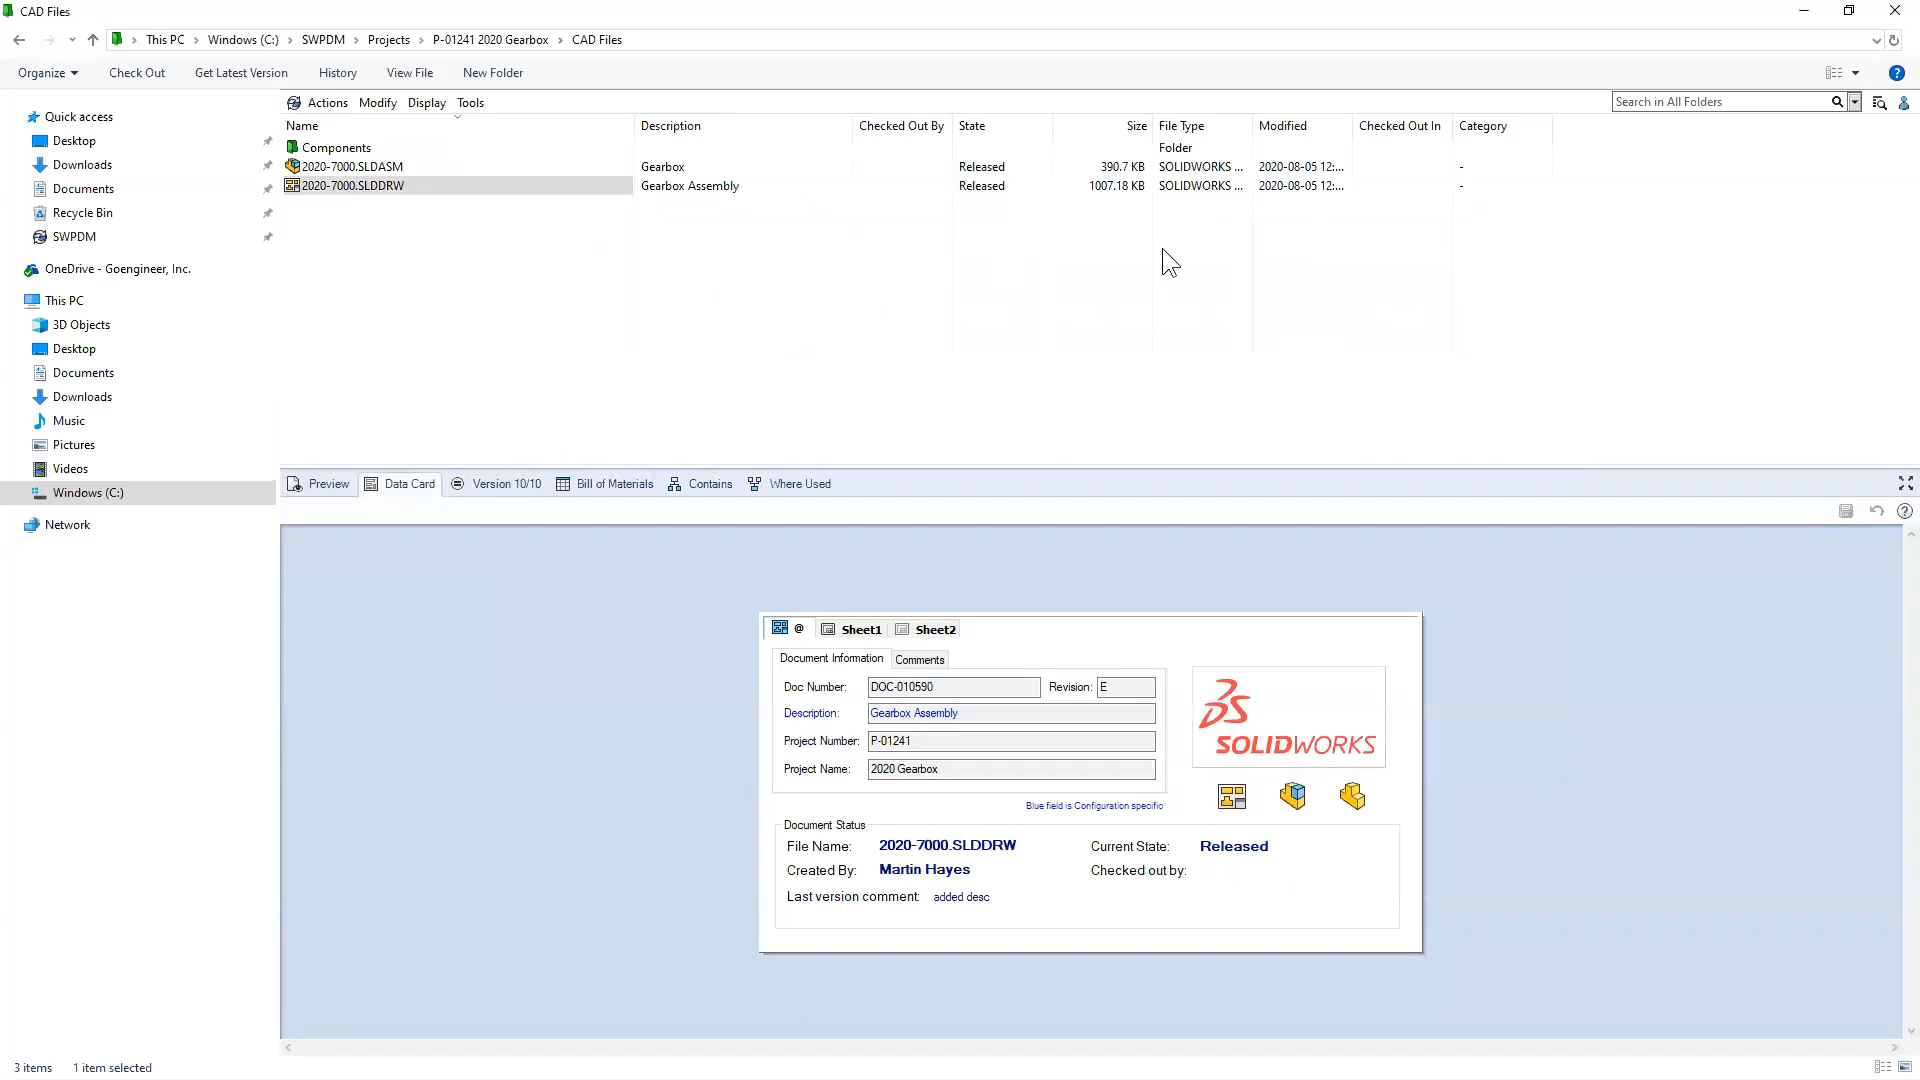 CAD Files
This PC > Windows (C:) > SWPDM > Projects > P-01241 2020 Gearbox > CAD Files
Organize Check Out Get Latest Version History View File New Folder
Actions Modify Display Tools Search in All Folders
Name Description Checked Out By State Size File Type Modified Checked Out In Category
Components Folder
2020-7000.SLDASM Gearbox Released 390.7 KB SOLIDWORKS ... 2020-08-05 12:... -
2020-7000.SLDDRW Gearbox Assembly Released 1007.18 KB SOLIDWORKS ... 2020-08-05 12:... -
Quick access
Desktop
Downloads
Documents
Recycle Bin
SWPDM
OneDrive - Goengineer, Inc.
This PC
3D Objects
Desktop
Documents
Downloads
Music
Pictures
Videos
Windows (C:)
Network
Preview Data Card Version 10/10 Bill of Materials Contains Where Used
@ Sheet1 Sheet2
Document Information Comments
Doc Number: DOC-010590 Revision: E
Description: Gearbox Assembly
Project Number: P-01241
Project Name: 2020 Gearbox
Blue field is Configuration specific
SOLIDWORKS
Document Status
File Name: 2020-7000.SLDDRW Current State: Released
Created By: Martin Hayes Checked out by:
Last version comment: added desc
3 items 1 item selected